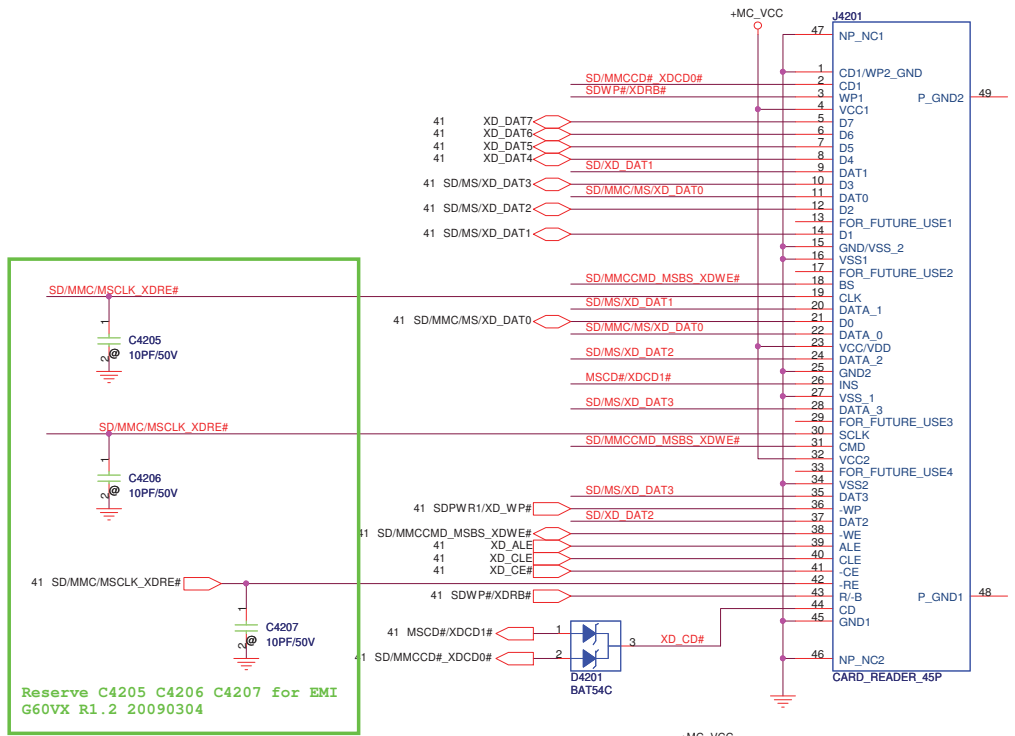 +MC_VCC
J4201
47 NP_NC1
1 CD1/WP2_GND
SD/MMCCD#_XDCD0# 2 CD1
SDWP#/XDRB# 3 WP1 P_GND2 49
4 VCC1
41 XD_DAT7 5 D7
41 XD_DAT6 6 D6
41 XD_DAT5 7 D5
41 XD_DAT4 8 D4
SD/XD_DAT1 9 DAT1
41 SD/MS/XD_DAT3 10 D3
SD/MMC/MS/XD_DAT0 11 DAT0
41 SD/MS/XD_DAT2 12 D2
13 FOR_FUTURE_USE1
41 SD/MS/XD_DAT1 14 D1
15 GND/VSS_2
16 VSS1
17 FOR_FUTURE_USE2
SD/MMCCMD_MSBS_XDWE# 18 BS
SD/MMC/MSCLK_XDRE# 19 CLK
SD/MS/XD_DAT1 20 DATA_1
41 SD/MMC/MS/XD_DAT0 21 D0
SD/MMC/MS/XD_DAT0 22 DATA_0
23 VCC/VDD
SD/MS/XD_DAT2 24 DATA_2
25 GND2
MSCD#/XDCD1# 26 INS
27 VSS_1
SD/MS/XD_DAT3 28 DATA_3
29 FOR_FUTURE_USE3
SD/MMC/MSCLK_XDRE# 30 SCLK
SD/MMCCMD_MSBS_XDWE# 31 CMD
32 VCC2
33 FOR_FUTURE_USE4
34 VSS2
SD/MS/XD_DAT3 35 DAT3
41 SDPWR1/XD_WP# 36 -WP
SD/XD_DAT2 37 DAT2
41 SD/MMCCMD_MSBS_XDWE# 38 -WE
41 XD_ALE 39 ALE
41 XD_CLE 40 CLE
41 XD_CE# 41 -CE
41 SD/MMC/MSCLK_XDRE# 42 -RE
41 SDWP#/XDRB# 43 R/-B P_GND1 48
44 CD
45 GND1
46 NP_NC2
CARD_READER_45P
1
C4205
2 @ 10PF/50V
1
C4206
2 @ 10PF/50V
1
C4207
2 @ 10PF/50V
41 MSCD#/XDCD1# 1
3 XD_CD#
41 SD/MMCCD#_XDCD0# 2
D4201
BAT54C
Reserve C4205 C4206 C4207 for EMI
G60VX R1.2 20090304
+MC_VCC